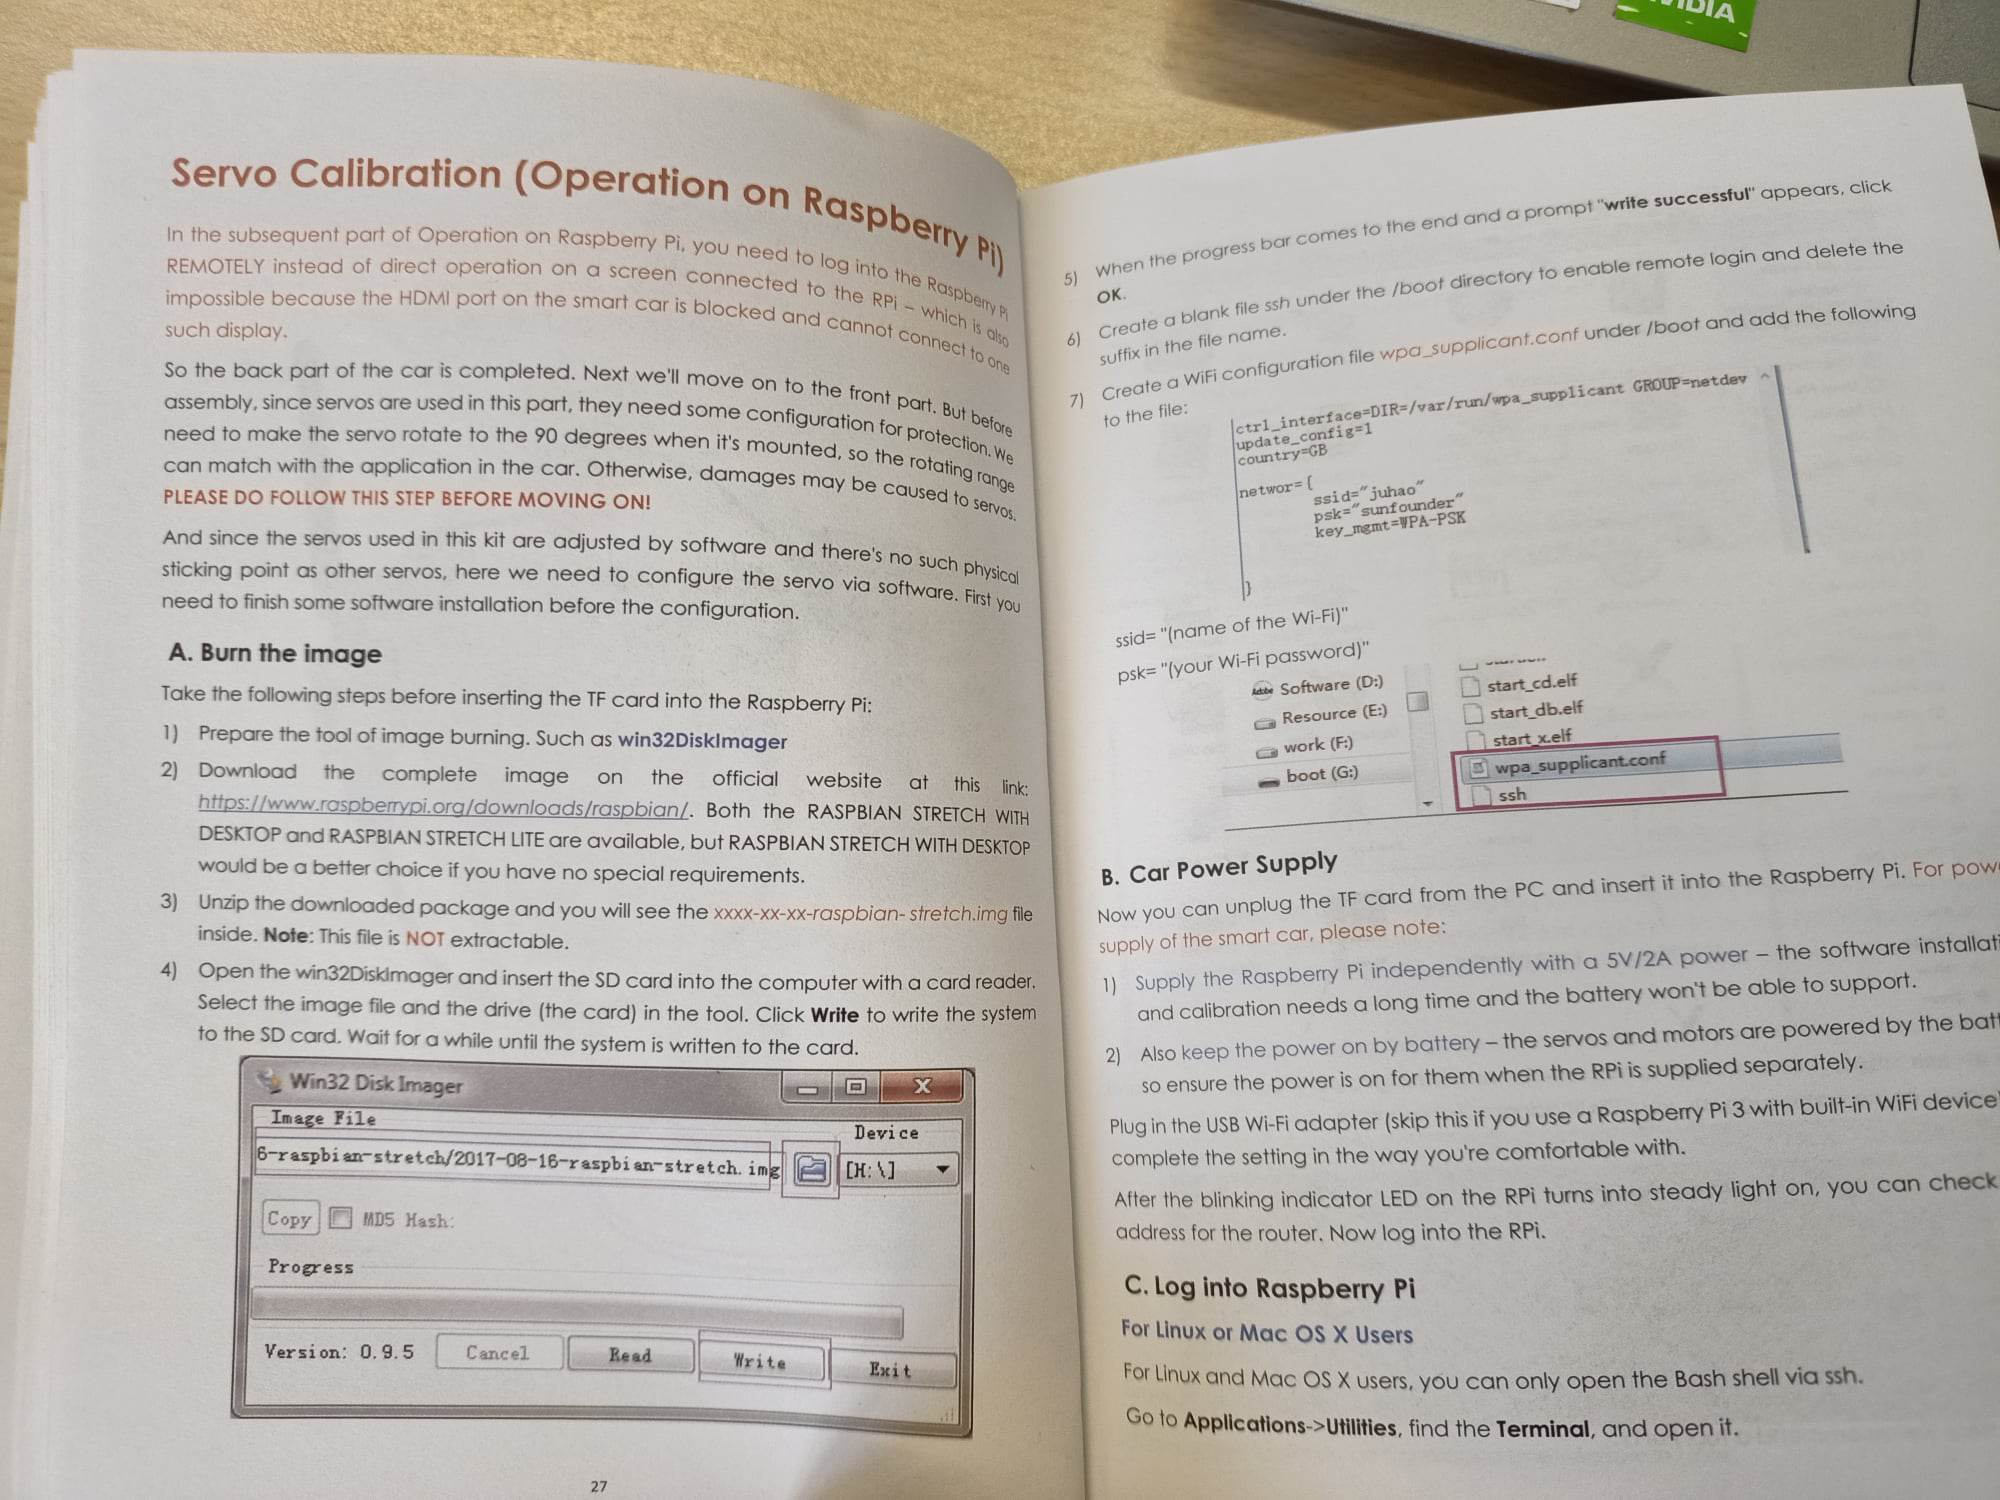 Servo Calibration (Operation on Raspberry Pi)
In the subsequent part of Operation on Raspberry Pi, you need to log into the Raspberry Pi
REMOTELY instead of direct operation on a screen connected to the RPi – which is also
impossible because the HDMI port on the smart car is blocked and cannot connect to one
such display.
So the back part of the car is completed. Next we'll move on to the front part. But before
assembly, since servos are used in this part, they need some configuration for protection. We
need to make the servo rotate to the 90 degrees when it's mounted, so the rotating range
can match with the application in the car. Otherwise, damages may be caused to servos.
PLEASE DO FOLLOW THIS STEP BEFORE MOVING ON!
And since the servos used in this kit are adjusted by software and there's no such physical
sticking point as other servos, here we need to configure the servo via software. First you
need to finish some software installation before the configuration.
A. Burn the image
Take the following steps before inserting the TF card into the Raspberry Pi:
1) Prepare the tool of image burning. Such as win32DiskImager
2) Download the complete image on the official website at this link:
https://www.raspberrypi.org/downloads/raspbian/. Both the RASPBIAN STRETCH WITH
DESKTOP and RASPBIAN STRETCH LITE are available, but RASPBIAN STRETCH WITH DESKTOP
would be a better choice if you have no special requirements.
3) Unzip the downloaded package and you will see the xxxx-xx-xx-raspbian- stretch.img file
inside. Note: This file is NOT extractable.
4) Open the win32DiskImager and insert the SD card into the computer with a card reader.
Select the image file and the drive (the card) in the tool. Click Write to write the system
to the SD card. Wait for a while until the system is written to the card.
Win32 Disk Imager
Image File
Device
6-raspbian-stretch/2017-08-16-raspbian-stretch.img
[H:\]
Copy MD5 Hash:
Progress
Version: 0.9.5 Cancel Read Write Exit
27
5) When the progress bar comes to the end and a prompt "write successful" appears, click
OK.
6) Create a blank file ssh under the /boot directory to enable remote login and delete the
suffix in the file name.
7) Create a WiFi configuration file wpa_supplicant.conf under /boot and add the following
to the file:
ctrl_interface=DIR=/var/run/wpa_supplicant GROUP=netdev
update_config=1
country=GB
networ={
ssid="juhao"
psk="sunfounder"
key_mgmt=WPA-PSK
}
ssid= "(name of the Wi-Fi)"
psk= "(your Wi-Fi password)"
Adobe Software (D:)
Resource (E:)
work (F:)
boot (G:)
start_cd.elf
start_db.elf
start_x.elf
wpa_supplicant.conf
ssh
B. Car Power Supply
Now you can unplug the TF card from the PC and insert it into the Raspberry Pi. For pow
supply of the smart car, please note:
1) Supply the Raspberry Pi independently with a 5V/2A power – the software installat
and calibration needs a long time and the battery won't be able to support.
2) Also keep the power on by battery – the servos and motors are powered by the batt
so ensure the power is on for them when the RPi is supplied separately.
Plug in the USB Wi-Fi adapter (skip this if you use a Raspberry Pi 3 with built-in WiFi device
complete the setting in the way you're comfortable with.
After the blinking indicator LED on the RPi turns into steady light on, you can check
address for the router. Now log into the RPi.
C. Log into Raspberry Pi
For Linux or Mac OS X Users
For Linux and Mac OS X users, you can only open the Bash shell via ssh.
Go to Applications->Utilities, find the Terminal, and open it.